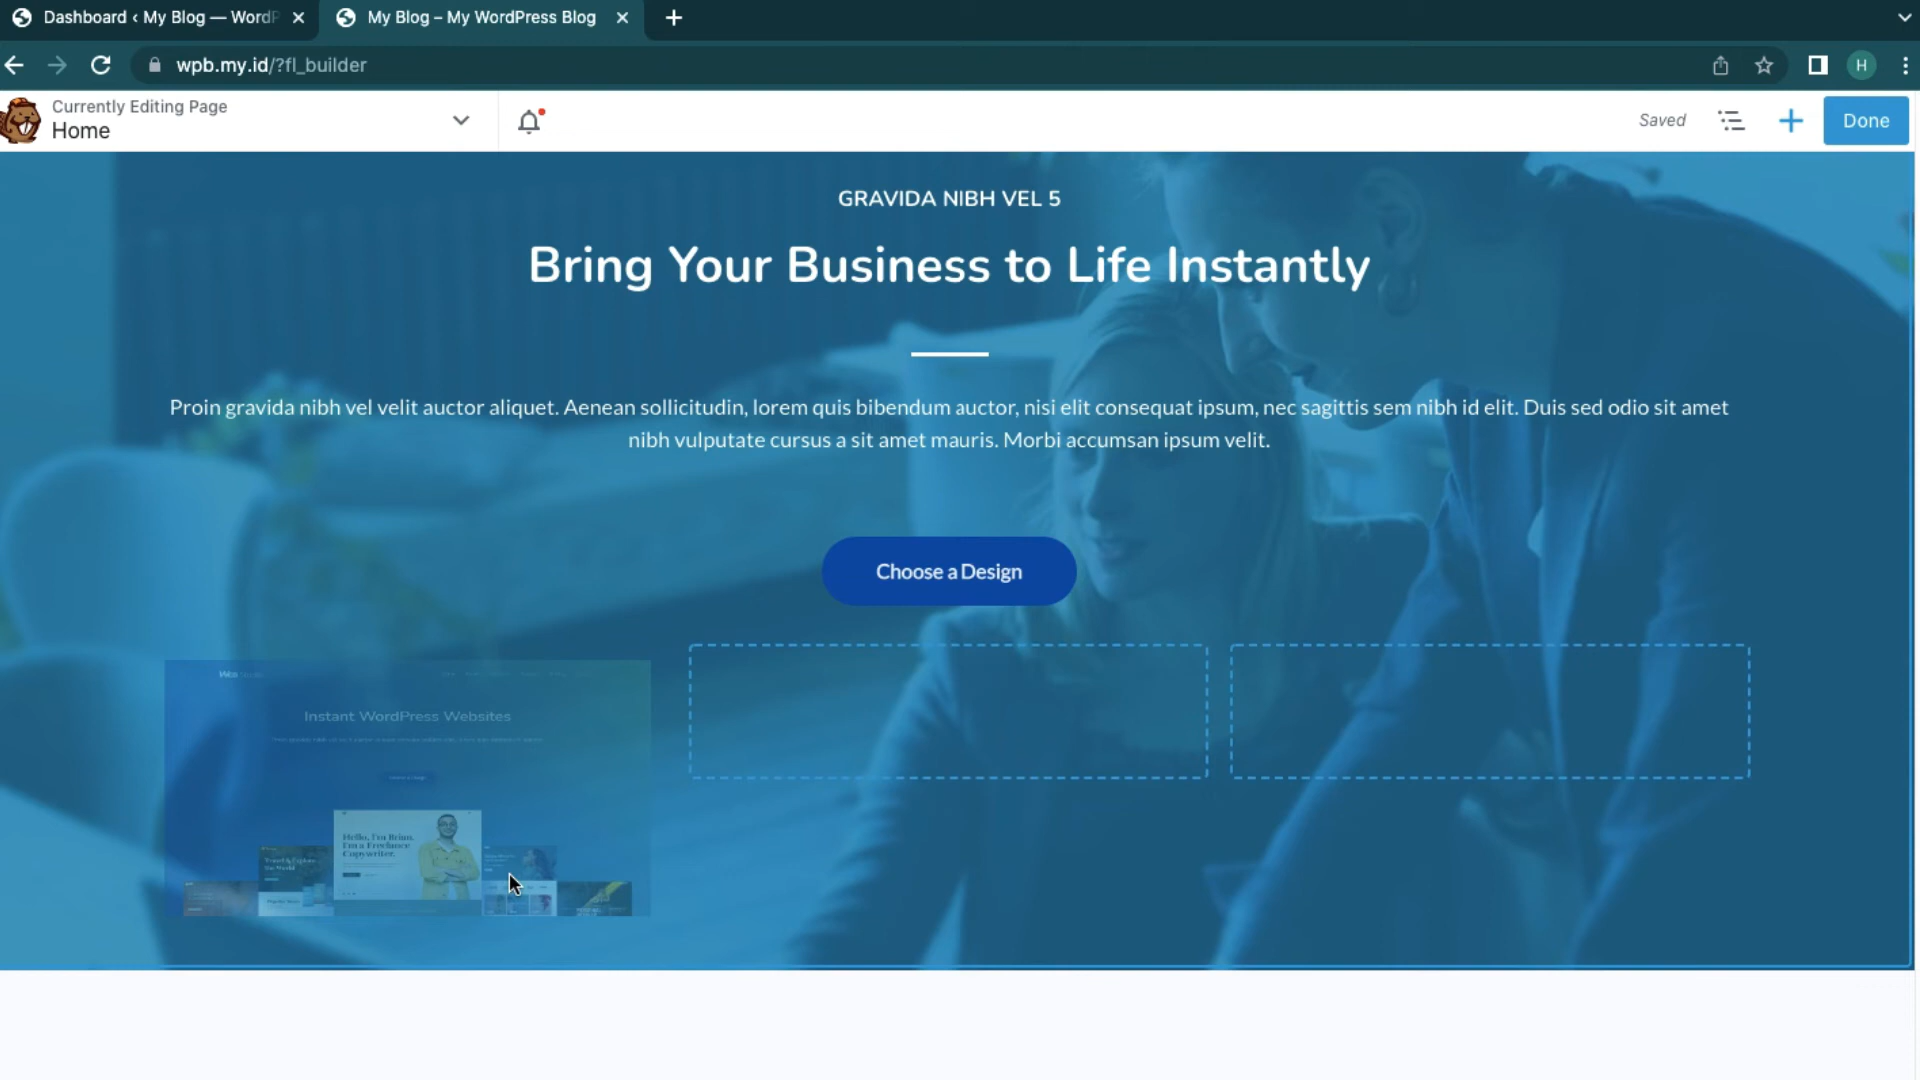 Dashboard ‹ My Blog — WordP
My Blog – My WordPress Blog
wpb.my.id/?fl_builder
H
Currently Editing Page
Home
Saved
Done
GRAVIDA NIBH VEL 5
Bring Your Business to Life Instantly
Proin gravida nibh vel velit auctor aliquet. Aenean sollicitudin, lorem quis bibendum auctor, nisi elit consequat ipsum, nec sagittis sem nibh id elit. Duis sed odio sit amet
nibh vulputate cursus a sit amet mauris. Morbi accumsan ipsum velit.
Choose a Design
Instant WordPress Websites
Hello, I'm Brian.
I'm a Freelance
Copywriter.